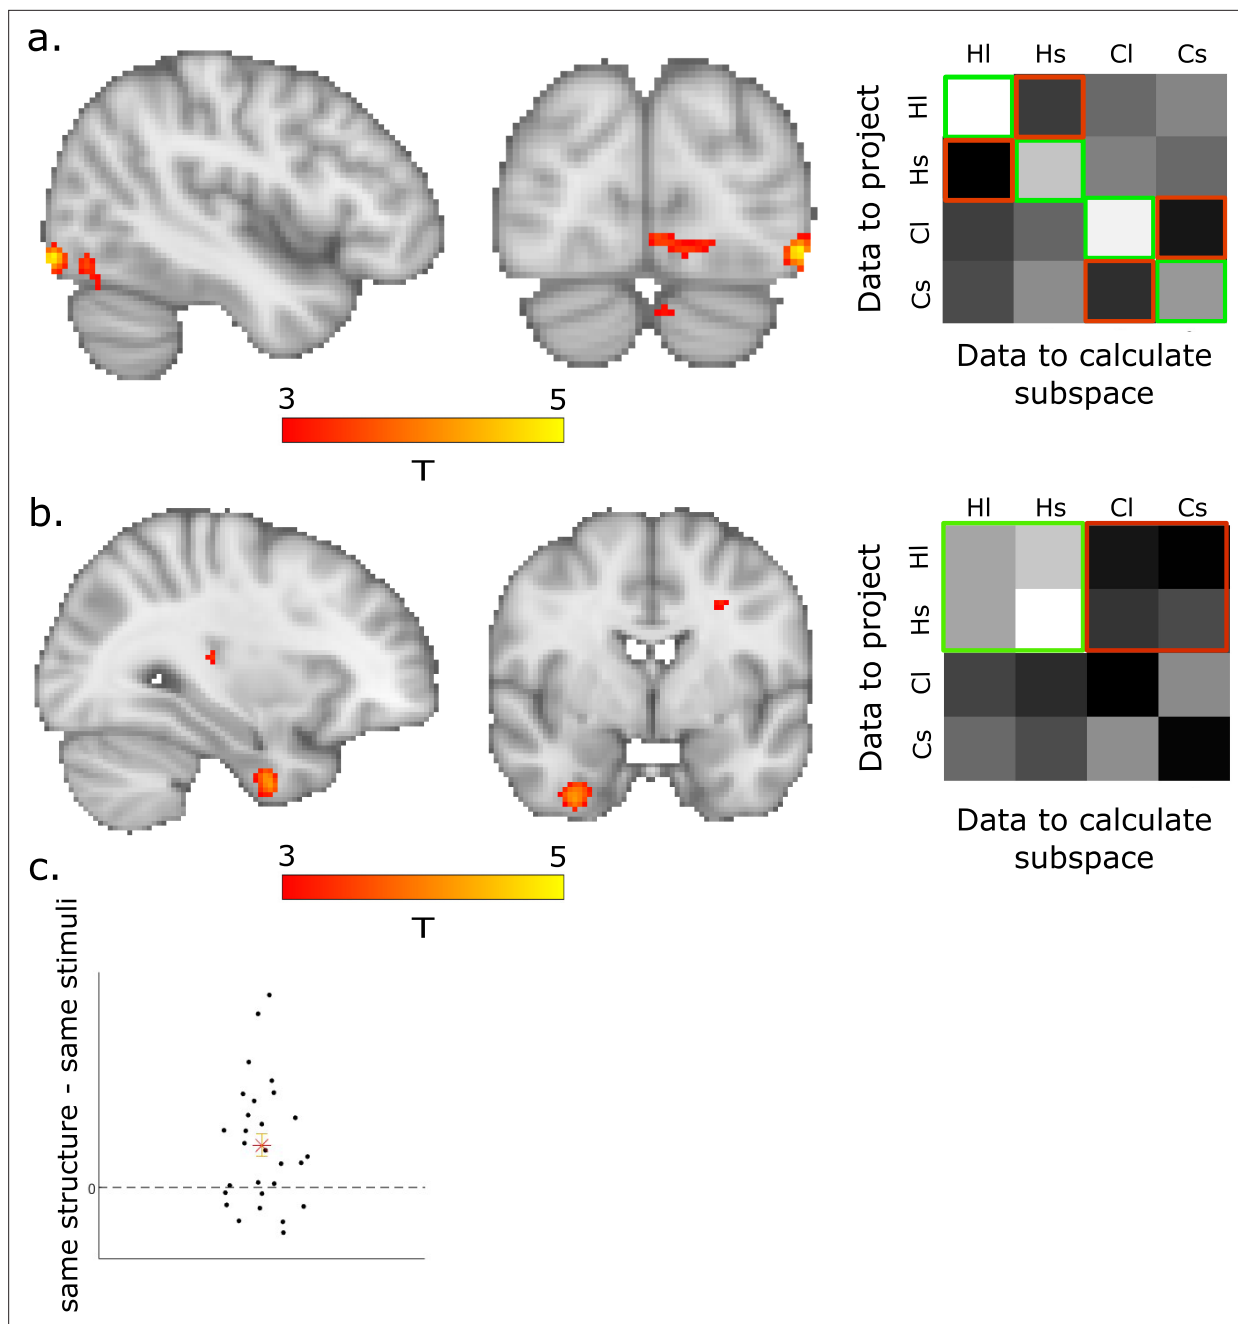 a.
Hl Hs Cl Cs
Data to project
Hl
Hs
Cl
Cs
Data to calculate
subspace
3 5
T
b.
Hl Hs Cl Cs
Data to project
Hl
Hs
Cl
Cs
Data to calculate
subspace
3 5
T
c.
same structure - same stimuli
0